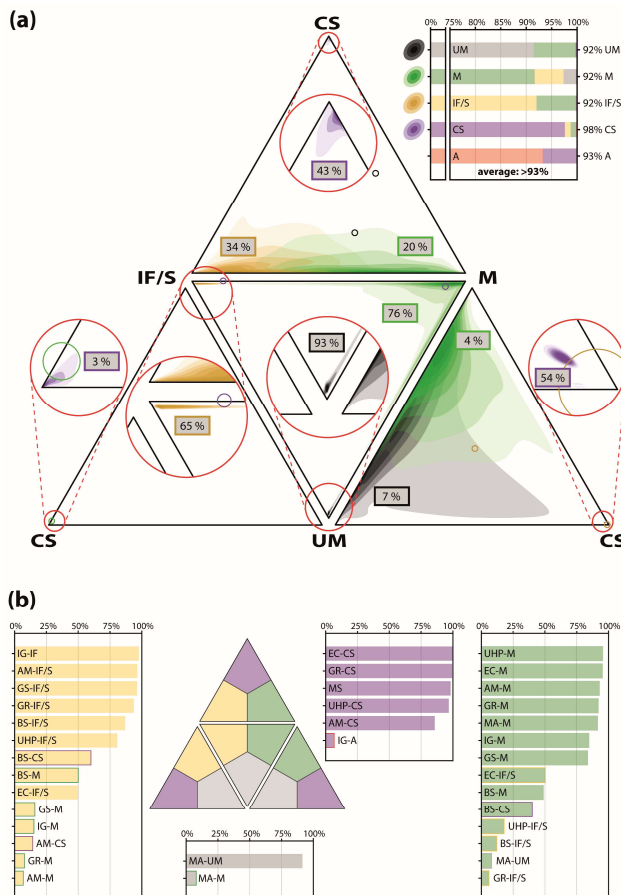 (a)
CS
0% 75% 80% 85% 90% 95% 100%
UM 92% UM
M 92% M
IF/S 92% IF/S
CS 98% CS
A 93% A
average: >93%
43 %
34 %
20 %
IF/S
M
76 %
93%
4 %
3 %
54 %
65 %
7 %
CS
UM
CS
(b)
0% 25% 50% 75% 100%
IG-IF
AM-IF/S
GS-IF/S
GR-IF/S
BS-IF/S
UHP-IF/S
BS-CS
BS-M
EC-IF/S
GS-M
IG-M
AM-CS
GR-M
AM-M
0% 25% 50% 75% 100%
MA-UM
MA-M
0% 25% 50% 75% 100%
EC-CS
GR-CS
MS
UHP-CS
AM-CS
IG-A
0% 25% 50% 75% 100%
UHP-M
EC-M
AM-M
GR-M
MA-M
IG-M
GS-M
EC-IF/S
BS-M
BS-CS
UHP-IF/S
BS-IF/S
MA-UM
GR-IF/S